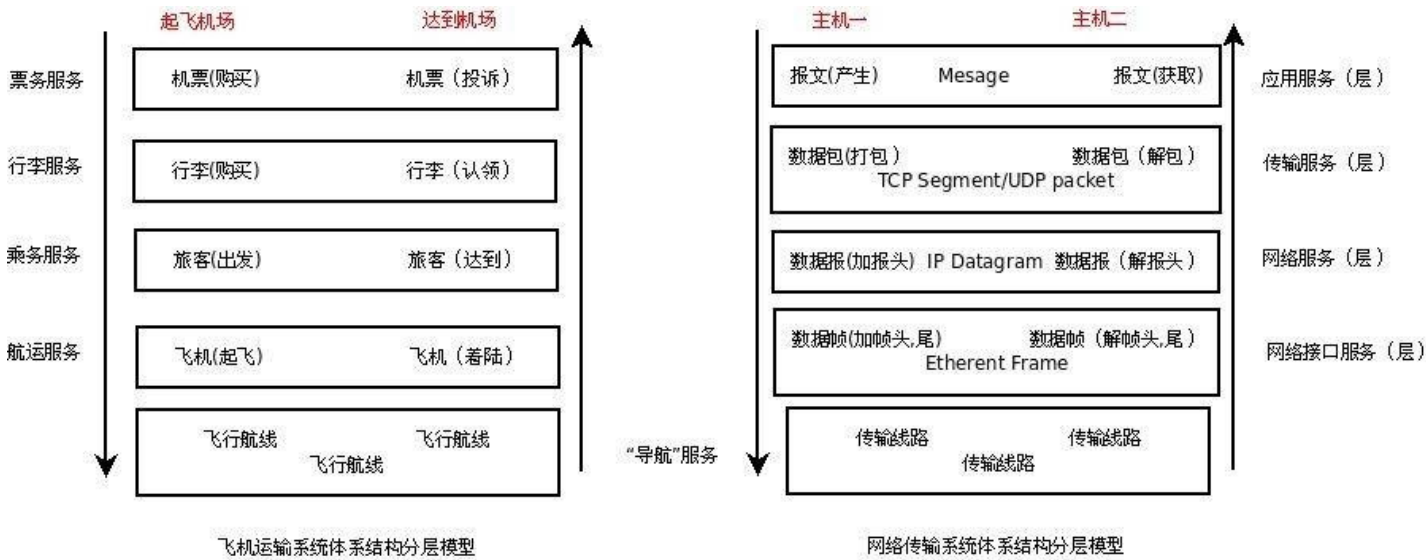 起飞机场 达到机场
票务服务 机票(购买) 机票（投诉）
行李服务 行李(购买) 行李（认领）
乘务服务 旅客(出发) 旅客（达到）
航运服务 飞机(起飞) 飞机（着陆）
飞行航线 飞行航线
飞行航线
飞机运输系统体系结构分层模型
“导航”服务
主机一 主机二
报文(产生) Mesage 报文(获取) 应用服务（层）
数据包(打包） 数据包（解包） 传输服务（层）
TCP Segment/UDP packet
数据报(加报头) IP Datagram 数据报（解报头） 网络服务（层）
数据帧(加帧头,尾) 数据帧（解帧头,尾） 网络接口服务（层）
Etherent Frame
传输线路 传输线路
传输线路
网络传输系统体系结构分层模型